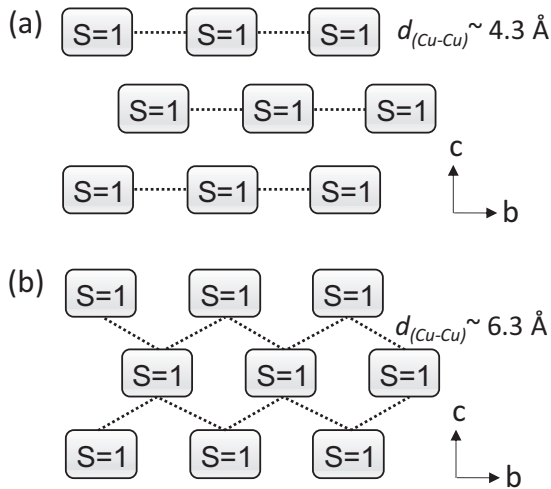 (a) S=1 S=1 S=1 d(Cu-Cu)~ 4.3 Å
S=1 S=1 S=1
c
S=1 S=1 S=1
b
(b) S=1 S=1 S=1
d(Cu-Cu)~ 6.3 Å
S=1 S=1 S=1
c
S=1 S=1 S=1
b